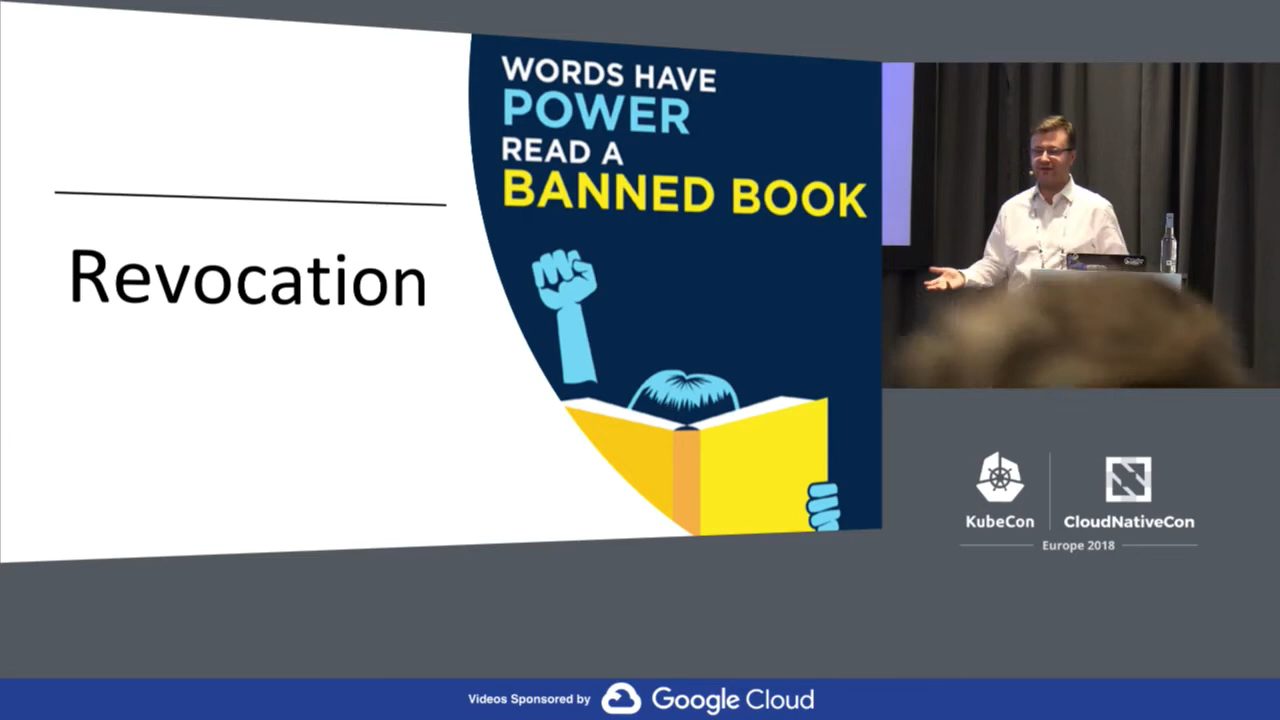 Revocation
WORDS HAVE
POWER
READ A
BANNED BOOK
KubeCon
CloudNativeCon
Europe 2018
Videos Sponsored by
Google Cloud